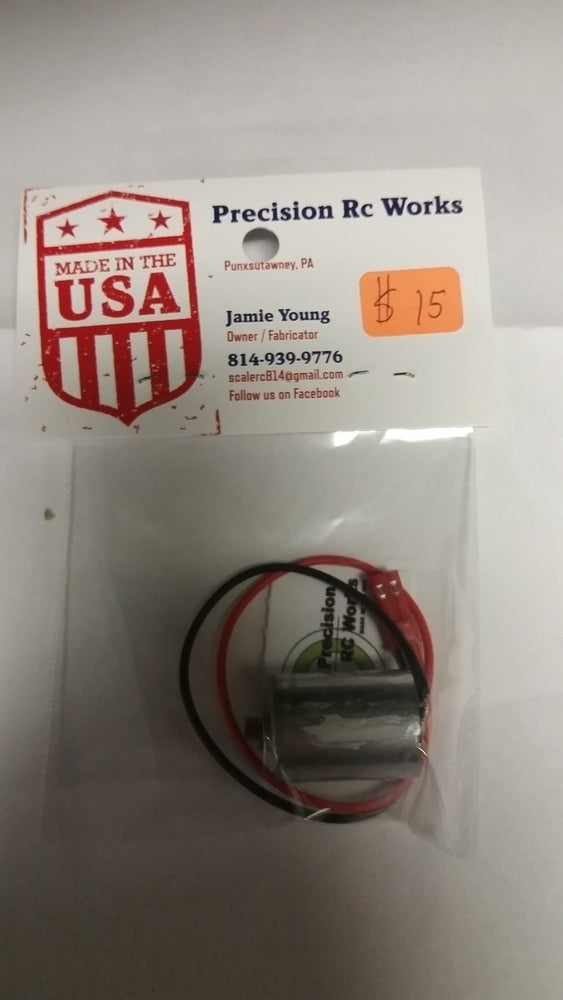 MADE IN THE
USA
Precision Rc Works
Punxsutawney, PA
$ 15
Jamie Young
Owner / Fabricator
814-939-9776
scalerc814@gmail.com
Follow us on Facebook
Precision
RC Works